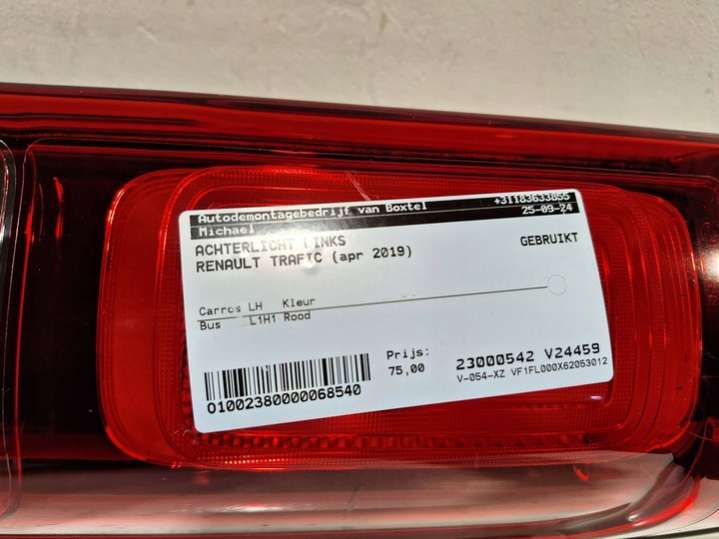 Autodemontagebedrijf van Boxtel +31183633855
Michael 25-09-24
ACHTERLICHT LINKS GEBRUIKT
RENAULT TRAFIC (apr 2019)
Carros LH Kleur
Bus L1H1 Rood
Prijs: 23000542 V24459
75,00 V-054-XZ VF1FL000X62053012
01002380000068540